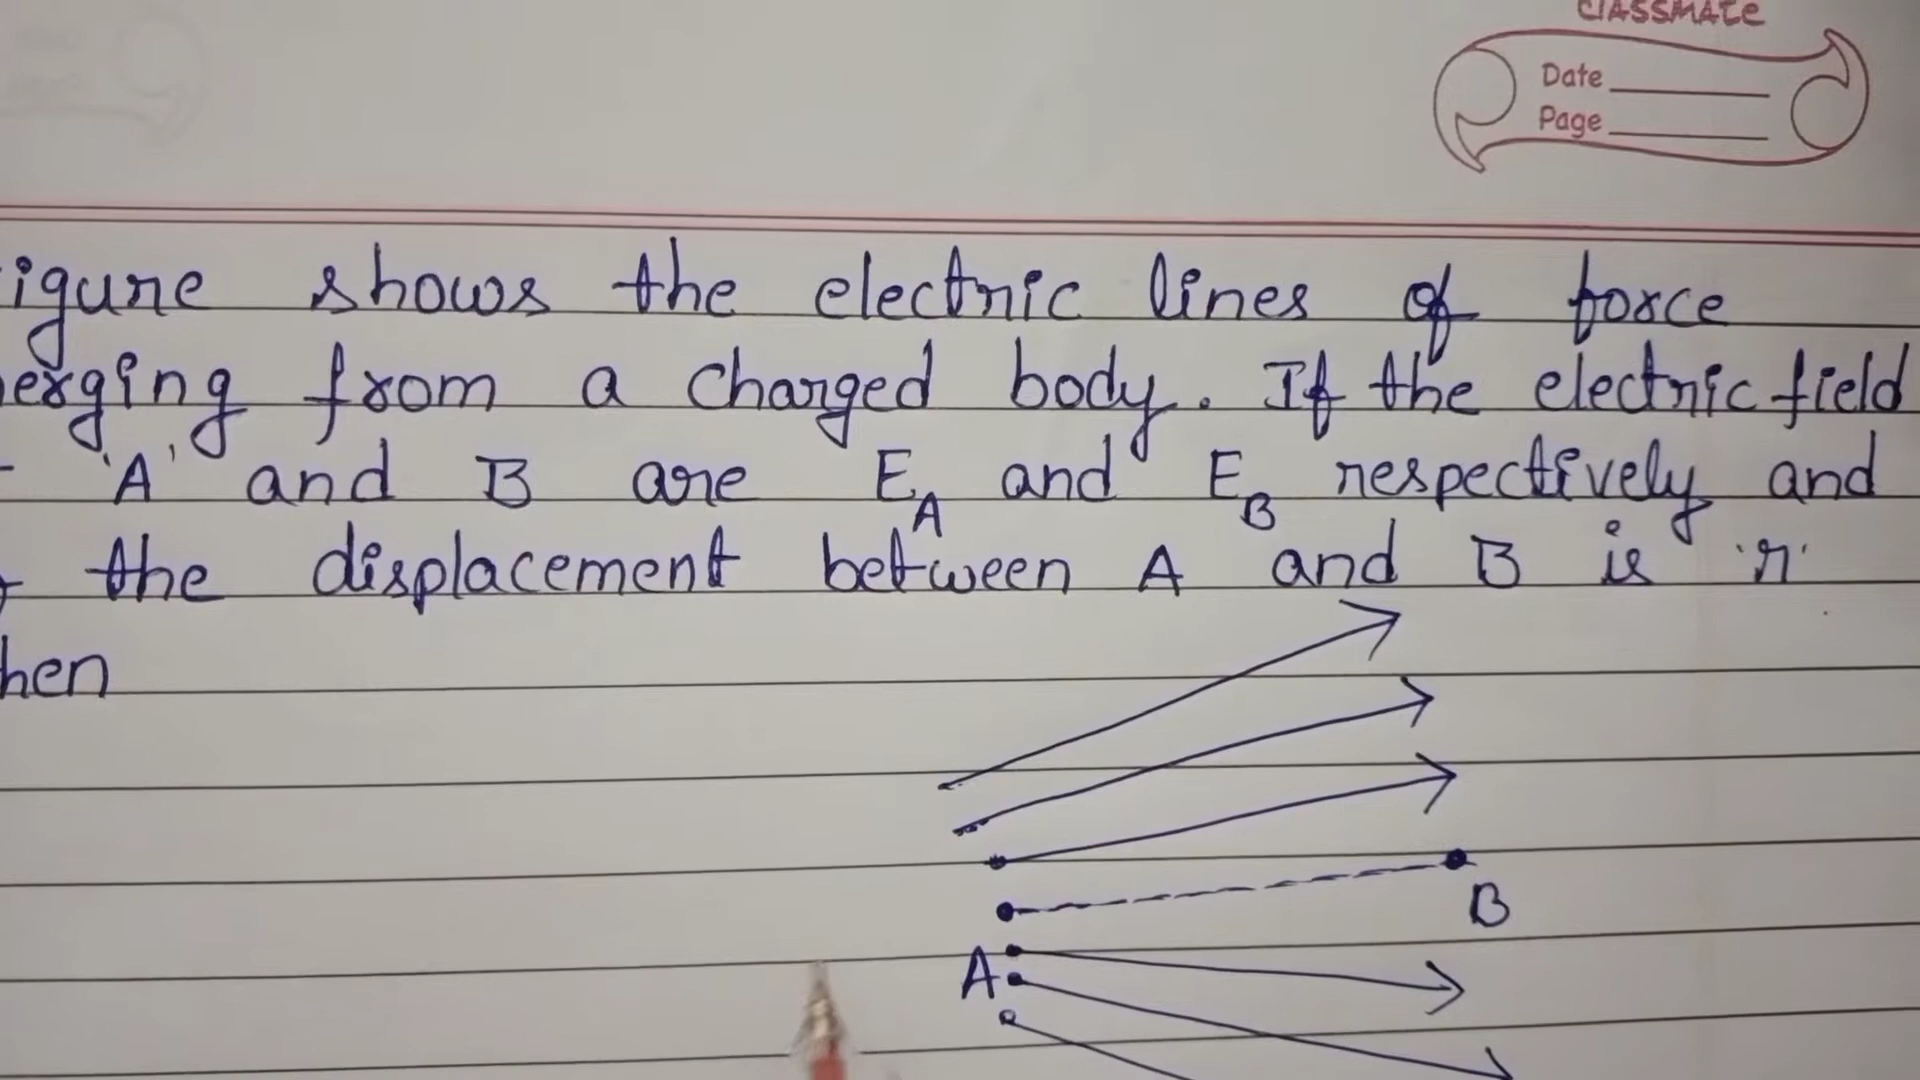 CLASSMATE
Date
Page
igure shows the electric lines of force
erging from a charged body. If the electric field
'A' and B are E_A and E_B respectively and
the displacement between A and B is 'r'
hen
B
A